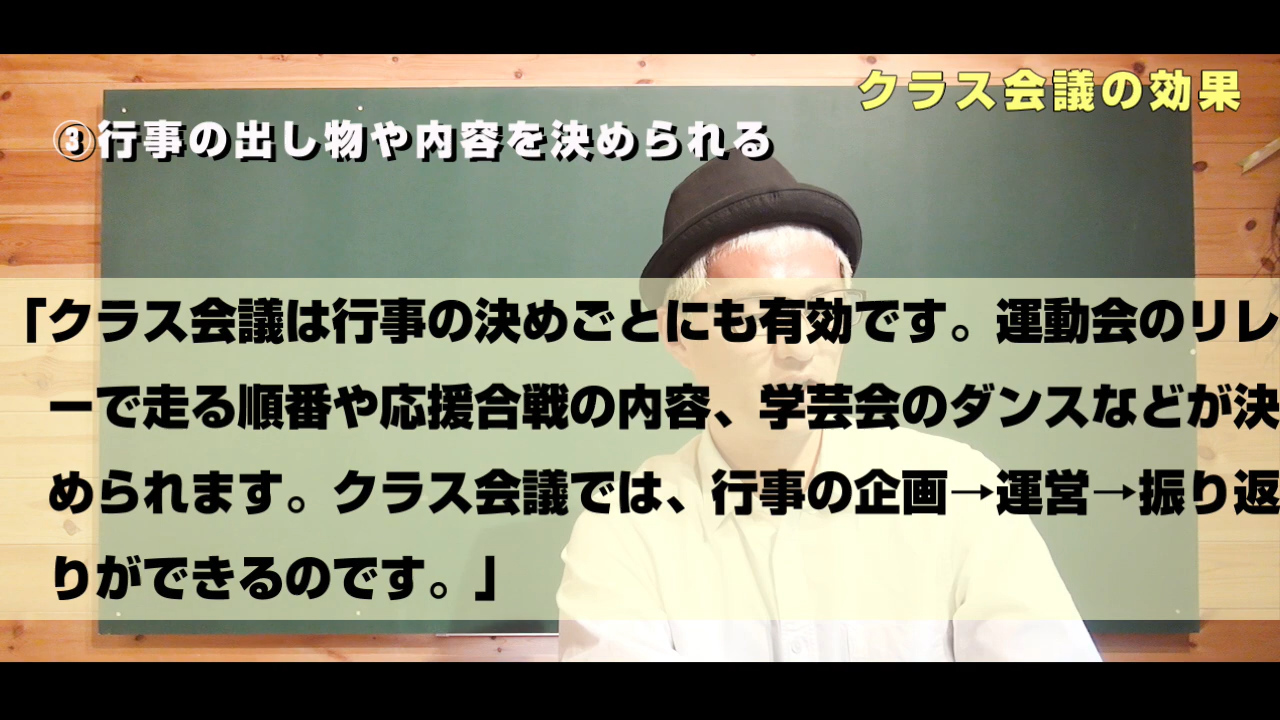 クラス会議の効果
③行事の出し物や内容を決められる
「クラス会議は行事の決めごとにも有効です。運動会のリレ
ーで走る順番や応援合戦の内容、学芸会のダンスなどが決
められます。クラス会議では、行事の企画→運営→振り返
りができるのです。」